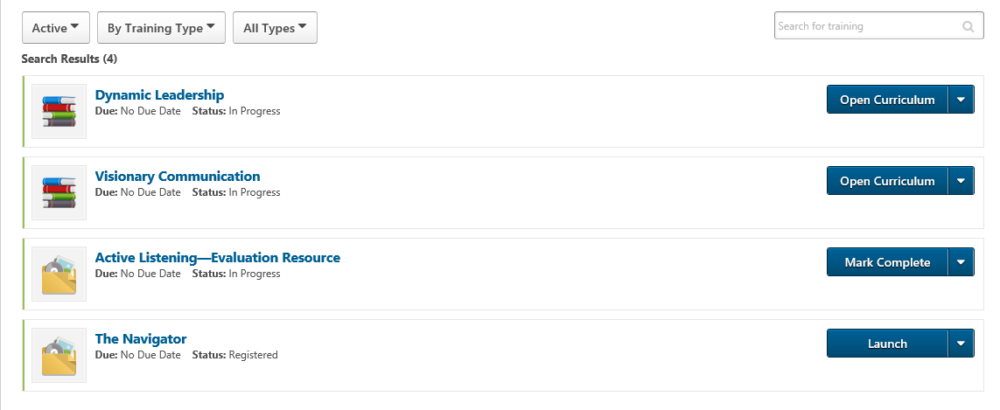 Active By Training Type All Types Search for training
Search Results (4)
Dynamic Leadership
Due: No Due Date Status: In Progress
Open Curriculum
Visionary Communication
Due: No Due Date Status: In Progress
Open Curriculum
Active Listening—Evaluation Resource
Due: No Due Date Status: In Progress
Mark Complete
The Navigator
Due: No Due Date Status: Registered
Launch